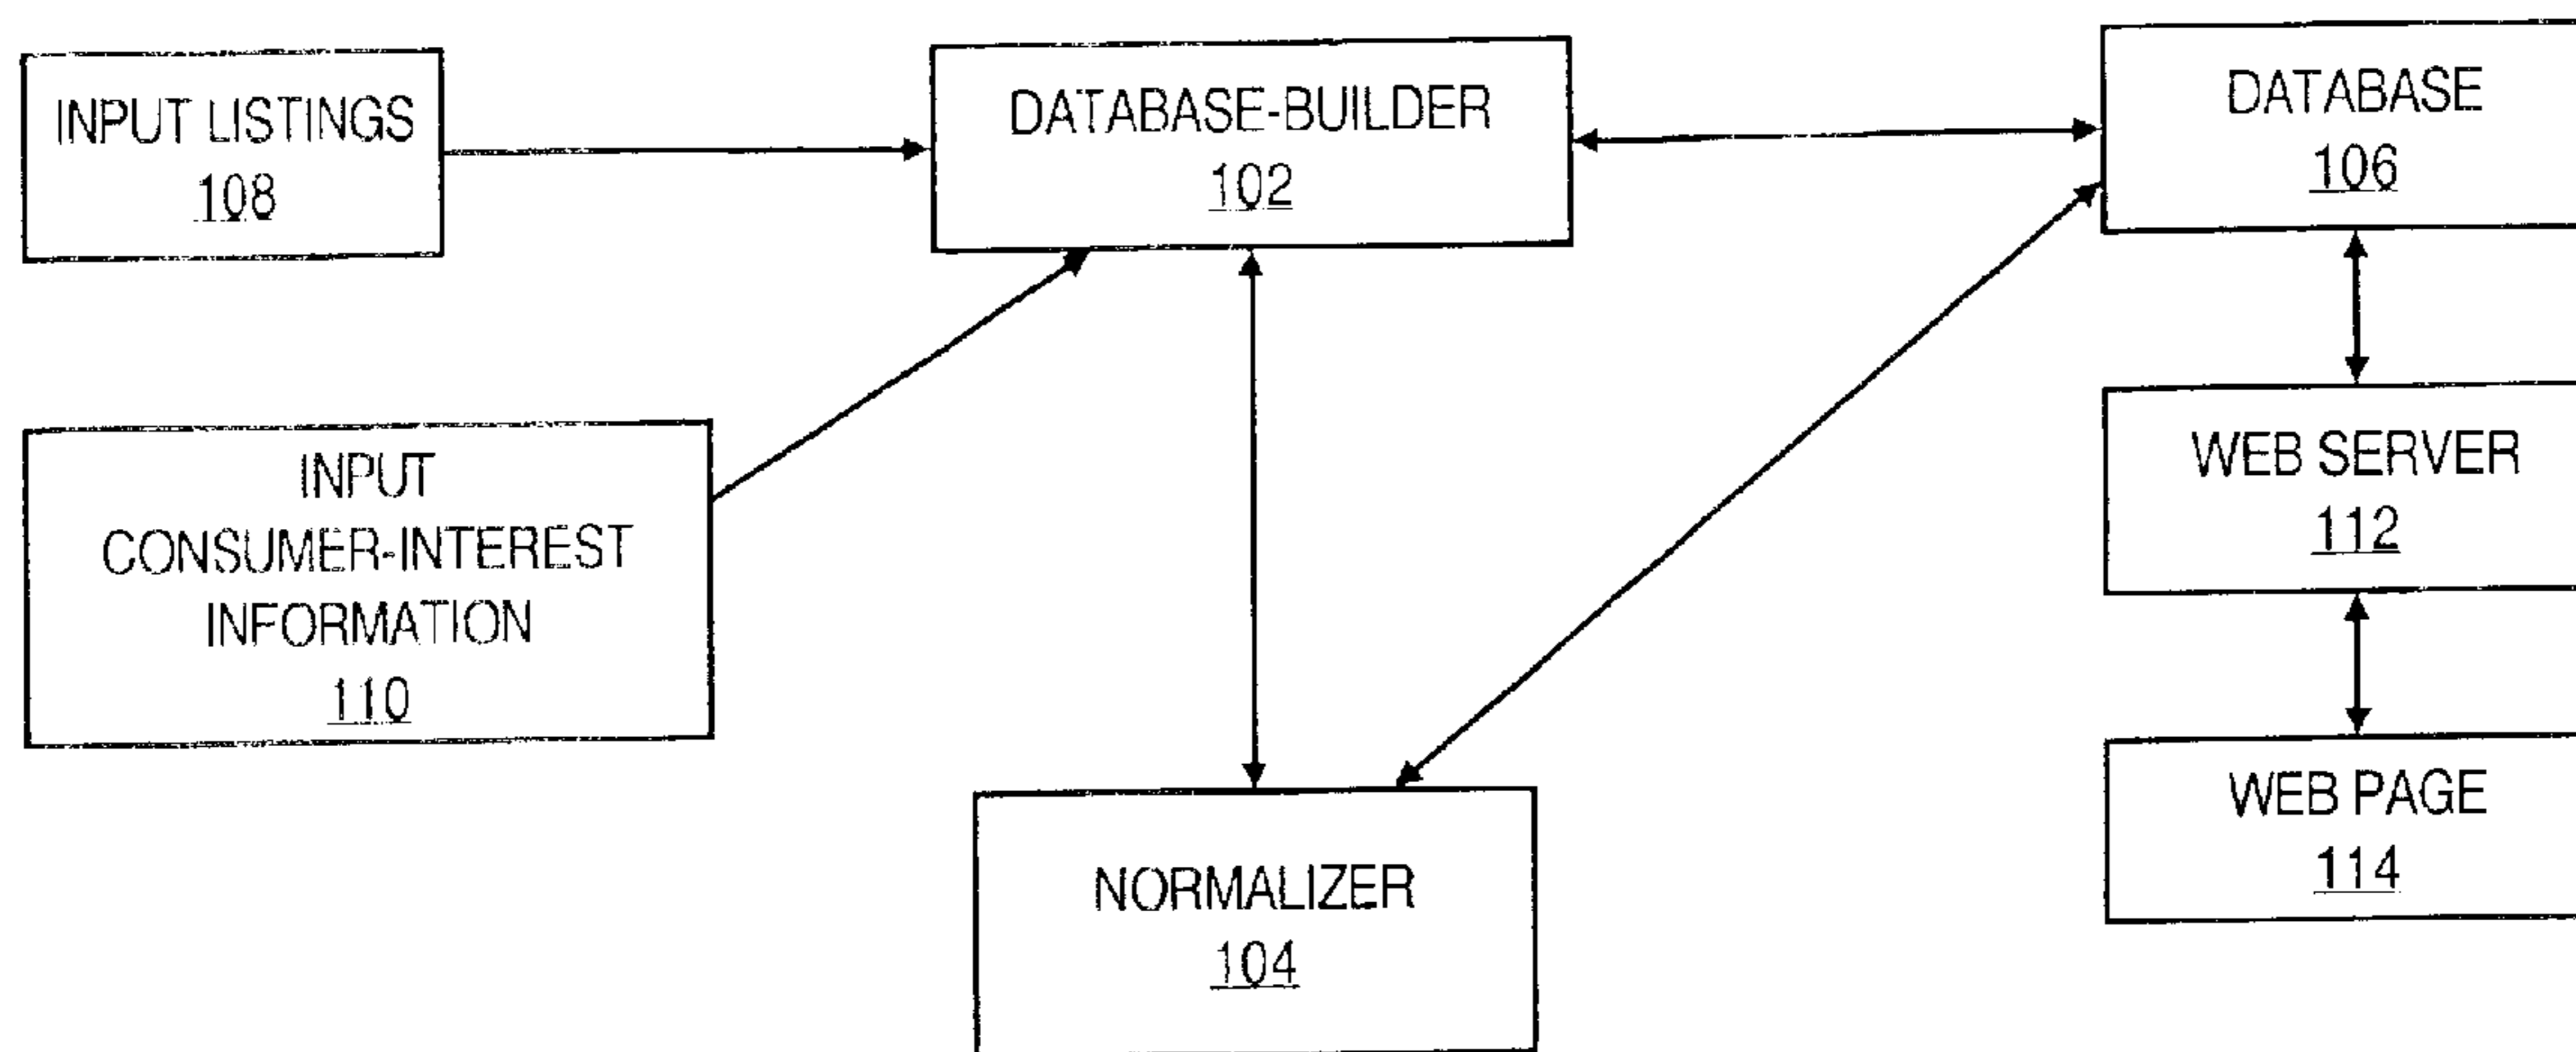 INPUT LISTINGS
108
DATABASE-BUILDER
102
DATABASE
106
INPUT
CONSUMER-INTEREST
INFORMATION
110
WEB SERVER
112
NORMALIZER
104
WEB PAGE
114